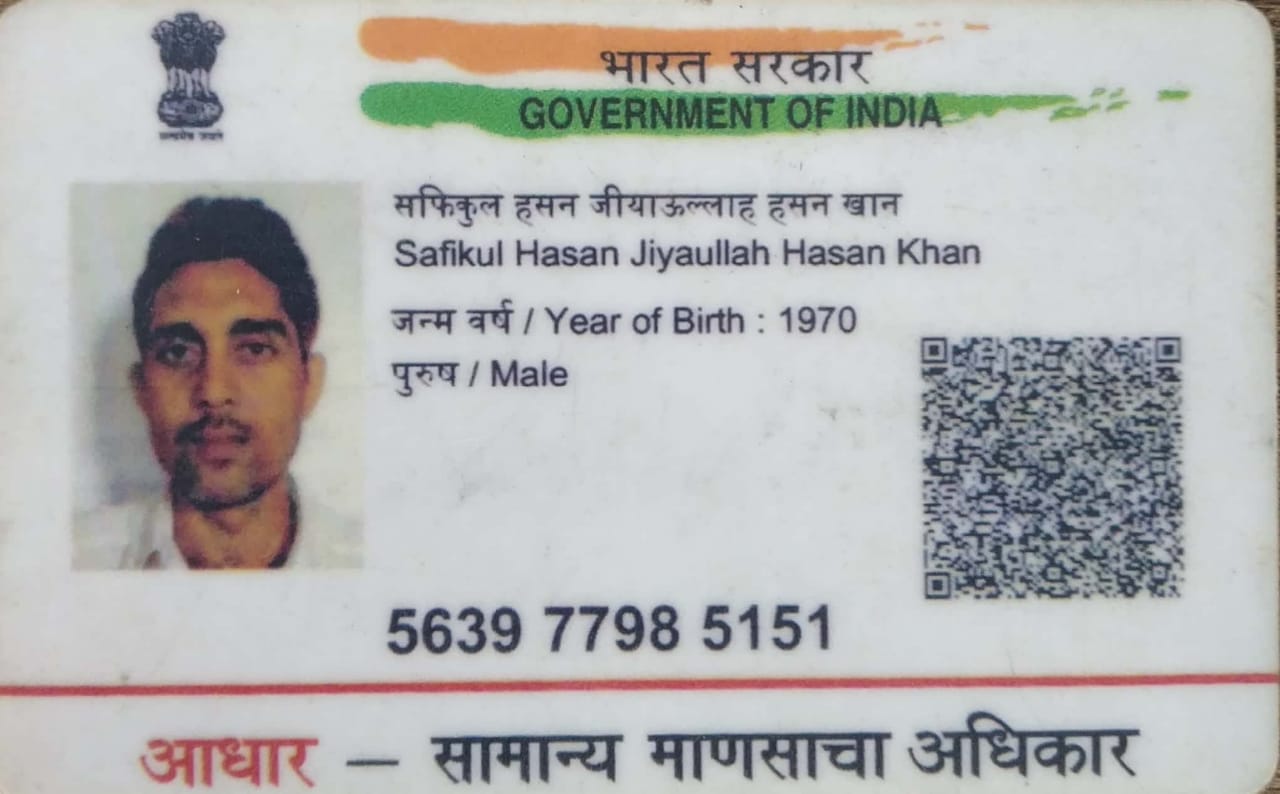 भारत सरकार
GOVERNMENT OF INDIA
सत्यमेव जयते
सफिकुल हसन जीयाऊल्लाह हसन खान
Safikul Hasan Jiyaullah Hasan Khan
जन्म वर्ष / Year of Birth : 1970
पुरुष / Male
5639 7798 5151
आधार — सामान्य माणसाचा अधिकार